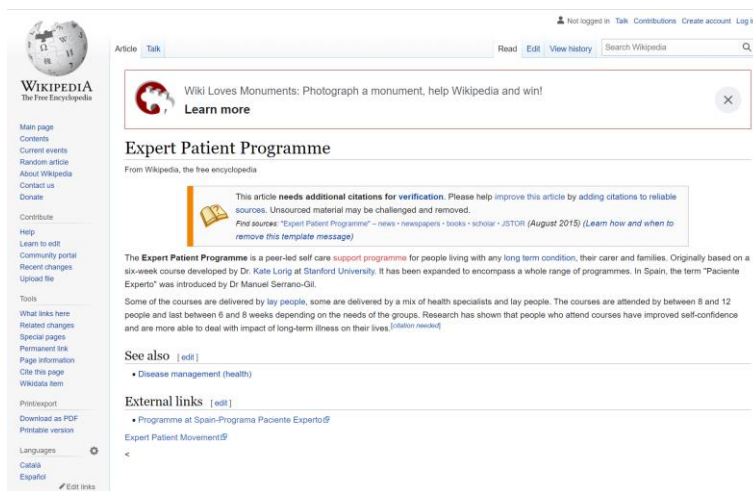 Not logged in Talk Contributions Create account Log in
Article Talk
Read Edit View history Search Wikipedia
WIKIPEDIA
The Free Encyclopedia
Main page
Contents
Current events
Random article
About Wikipedia
Contact us
Donate
Contribute
Help
Learn to edit
Community portal
Recent changes
Upload file
Tools
What links here
Related changes
Special pages
Permanent link
Page information
Cite this page
Wikidata item
Print/export
Download as PDF
Printable version
Languages
Català
Español
Edit links
Wiki Loves Monuments: Photograph a monument, help Wikipedia and win!
Learn more
Expert Patient Programme
From Wikipedia, the free encyclopedia
This article needs additional citations for verification. Please help improve this article by adding citations to reliable
sources. Unsourced material may be challenged and removed.
Find sources: "Expert Patient Programme" – news · newspapers · books · scholar · JSTOR (August 2015) (Learn how and when to
remove this template message)
The Expert Patient Programme is a peer-led self care support programme for people living with any long term condition, their carer and families. Originally based on a
six-week course developed by Dr. Kate Lorig at Stanford University. It has been expanded to encompass a whole range of programmes. In Spain, the term "Paciente
Experto" was introduced by Dr Manuel Serrano-Gil.
Some of the courses are delivered by lay people, some are delivered by a mix of health specialists and lay people. The courses are attended by between 8 and 12
people and last between 6 and 8 weeks depending on the needs of the groups. Research has shown that people who attend courses have improved self-confidence
and are more able to deal with impact of long-term illness on their lives.[citation needed]
See also [ edit ]
• Disease management (health)
External links [ edit ]
• Programme at Spain-Programa Paciente Experto
Expert Patient Movement
<